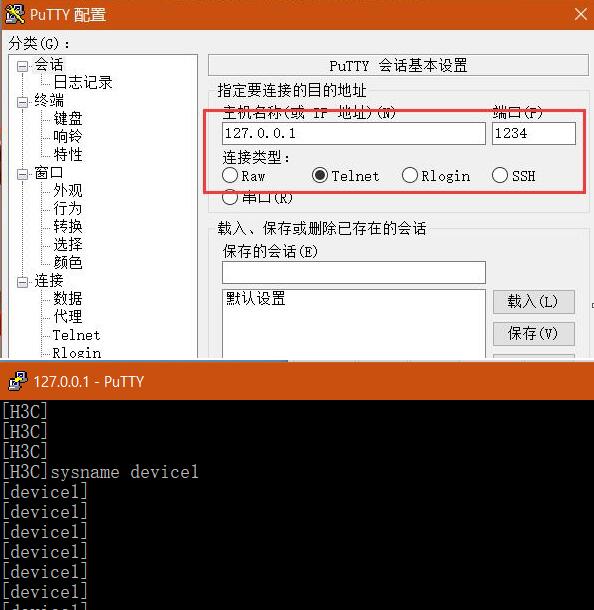 PuTTY 配置
分类(G)：
会话
日志记录
终端
键盘
响铃
特性
窗口
外观
行为
转换
选择
颜色
连接
数据
代理
Telnet
Rlogin
PuTTY 会话基本设置
指定要连接的目的地址
主机名称(或 IP 地址)(N) 端口(P)
127.0.0.1 1234
连接类型：
Raw Telnet Rlogin SSH
串口(R)
载入、保存或删除已存在的会话
保存的会话(E)
默认设置
载入(L)
保存(V)
127.0.0.1 - PuTTY
[H3C]
[H3C]
[H3C]
[H3C]sysname device1
[device1]
[device1]
[device1]
[device1]
[device1]
[device1]
[device1]